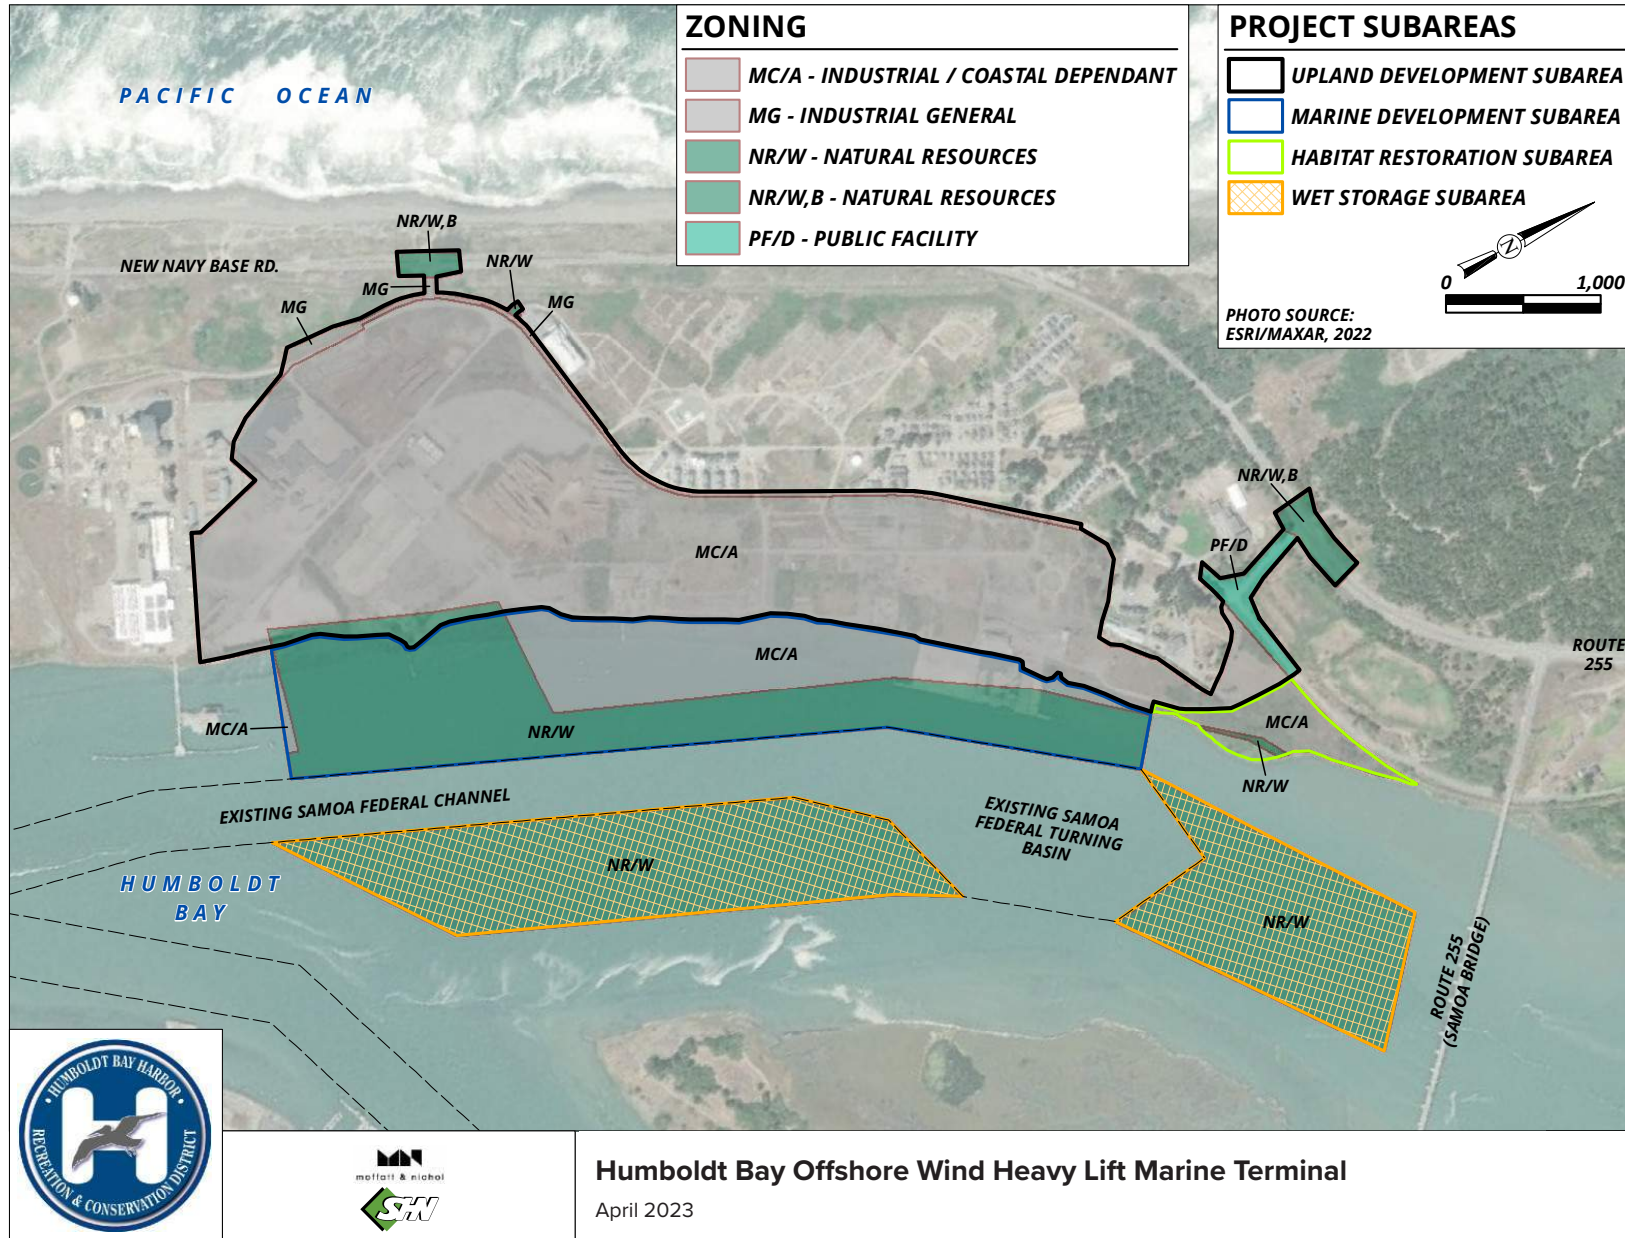 ZONING
MC/A - INDUSTRIAL / COASTAL DEPENDANT
MG - INDUSTRIAL GENERAL
NR/W - NATURAL RESOURCES
NR/W,B - NATURAL RESOURCES
PF/D - PUBLIC FACILITY
PROJECT SUBAREAS
UPLAND DEVELOPMENT SUBAREA
MARINE DEVELOPMENT SUBAREA
HABITAT RESTORATION SUBAREA
WET STORAGE SUBAREA
N
0 1,000
PHOTO SOURCE:
ESRI/MAXAR, 2022
PACIFIC OCEAN
NR/W,B
NEW NAVY BASE RD.
NR/W
MG
MG
MG
NR/W,B
PF/D
MC/A
ROUTE
255
MC/A
MC/A
MC/A
NR/W
NR/W
EXISTING SAMOA FEDERAL CHANNEL
EXISTING SAMOA
FEDERAL TURNING
BASIN
NR/W
HUMBOLDT
BAY
NR/W
ROUTE 255
(SAMOA BRIDGE)
HUMBOLDT BAY HARBOR
RECREATION & CONSERVATION DISTRICT
H
moffatt & nichol
SHN
Humboldt Bay Offshore Wind Heavy Lift Marine Terminal
April 2023